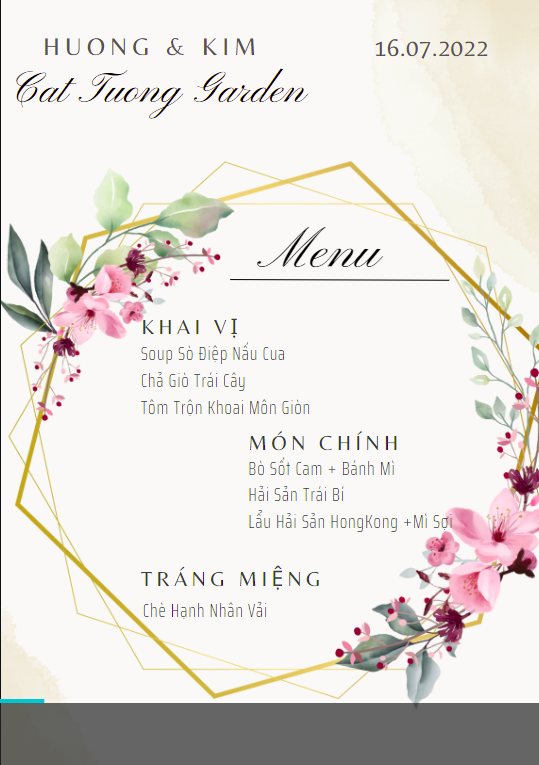 HUONG & KIM
16.07.2022
Cat Tuong Garden
Menu
KHAI VỊ
Soup Sò Điệp Nấu Cua
Chả Giò Trái Cây
Tôm Trộn Khoai Môn Giòn
MÓN CHÍNH
Bò Sốt Cam + Bánh Mì
Hải Sản Trái Bí
Lẩu Hải Sản HongKong +Mì Sợi
TRÁNG MIỆNG
Chè Hạnh Nhân Vải